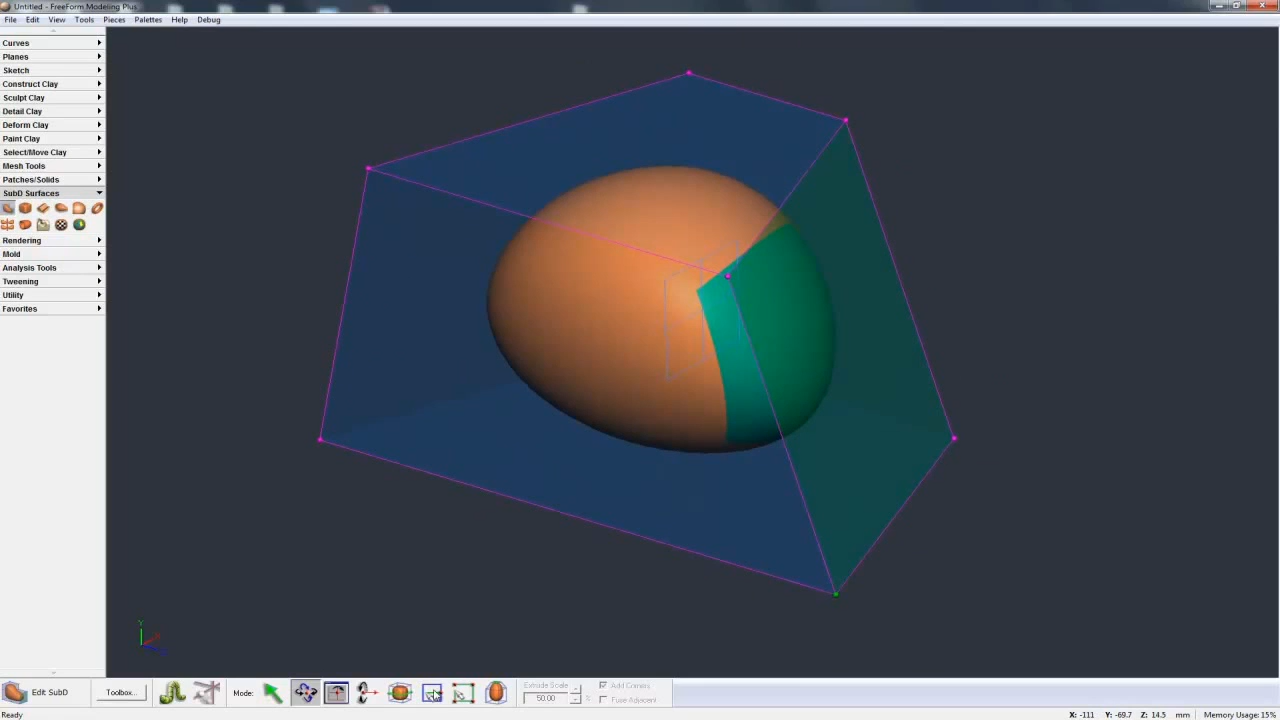 Untitled - FreeForm Modeling Plus
File Edit View Tools Pieces Palettes Help Debug
Curves
Planes
Sketch
Construct Clay
Sculpt Clay
Detail Clay
Deform Clay
Paint Clay
Select/Move Clay
Mesh Tools
Patches/Solids
SubD Surfaces
Rendering
Mold
Analysis Tools
Tweening
Utility
Favorites
Y
Edit SubD
Toolbox...
Mode:
Extrude Scale
50.00
%
Add Corners
Fuse Adjacent
Ready
X: -111 Y: -69.7 Z: 14.5 mm Memory Usage: 15%